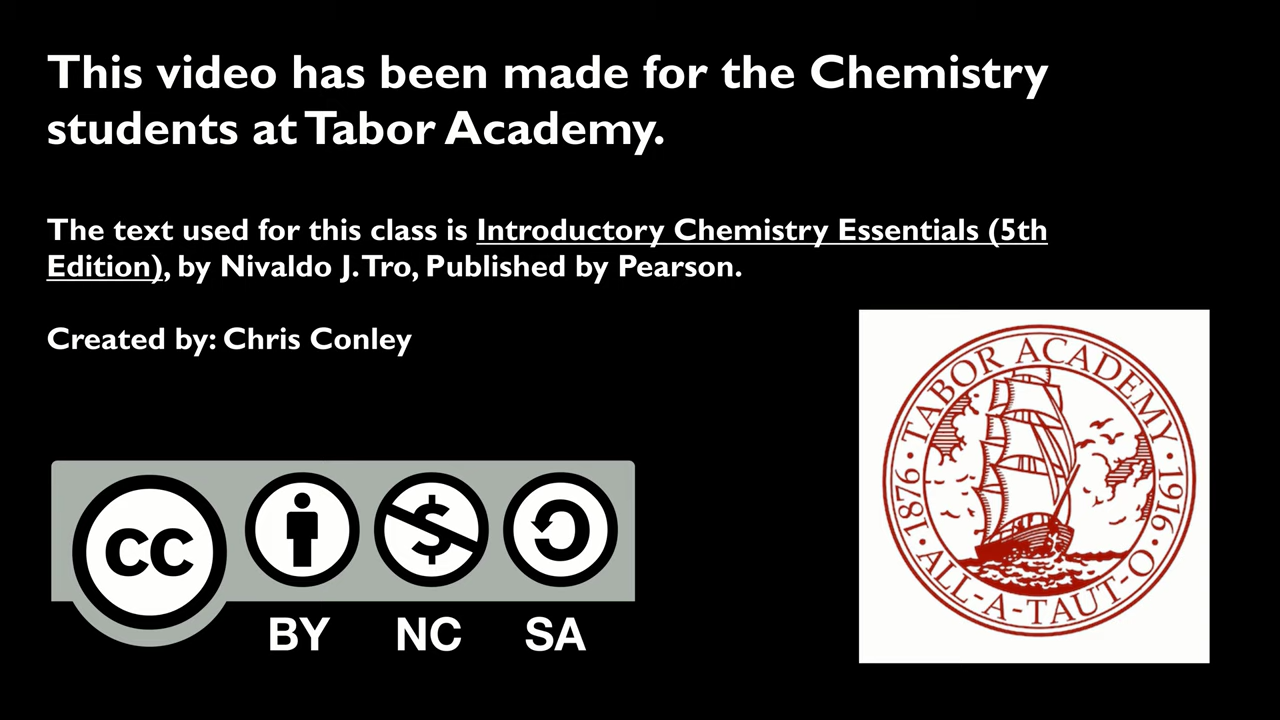 This video has been made for the Chemistry
students at Tabor Academy.
The text used for this class is Introductory Chemistry Essentials (5th
Edition), by Nivaldo J. Tro, Published by Pearson.
Created by: Chris Conley
TABOR ACADEMY
1876 · ALL-A-TAUT-O · 1916
CC
BY NC SA